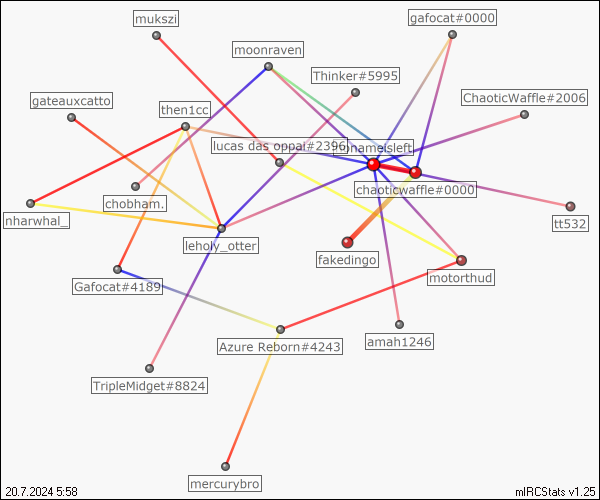 mukszi
gafocat#0000
moonraven
Thinker#5995
gateauxcatto
ChaoticWaffle#2006
then1cc
lucas das oppai#2396
nonameisleft
chaoticwaffle#0000
chobham.
nharwhal_
tt532
leholy_otter
fakedingo
motorthud
Gafocat#4189
amah1246
Azure Reborn#4243
TripleMidget#8824
mercurybro
20.7.2024 5:58
mIRCStats v1.25